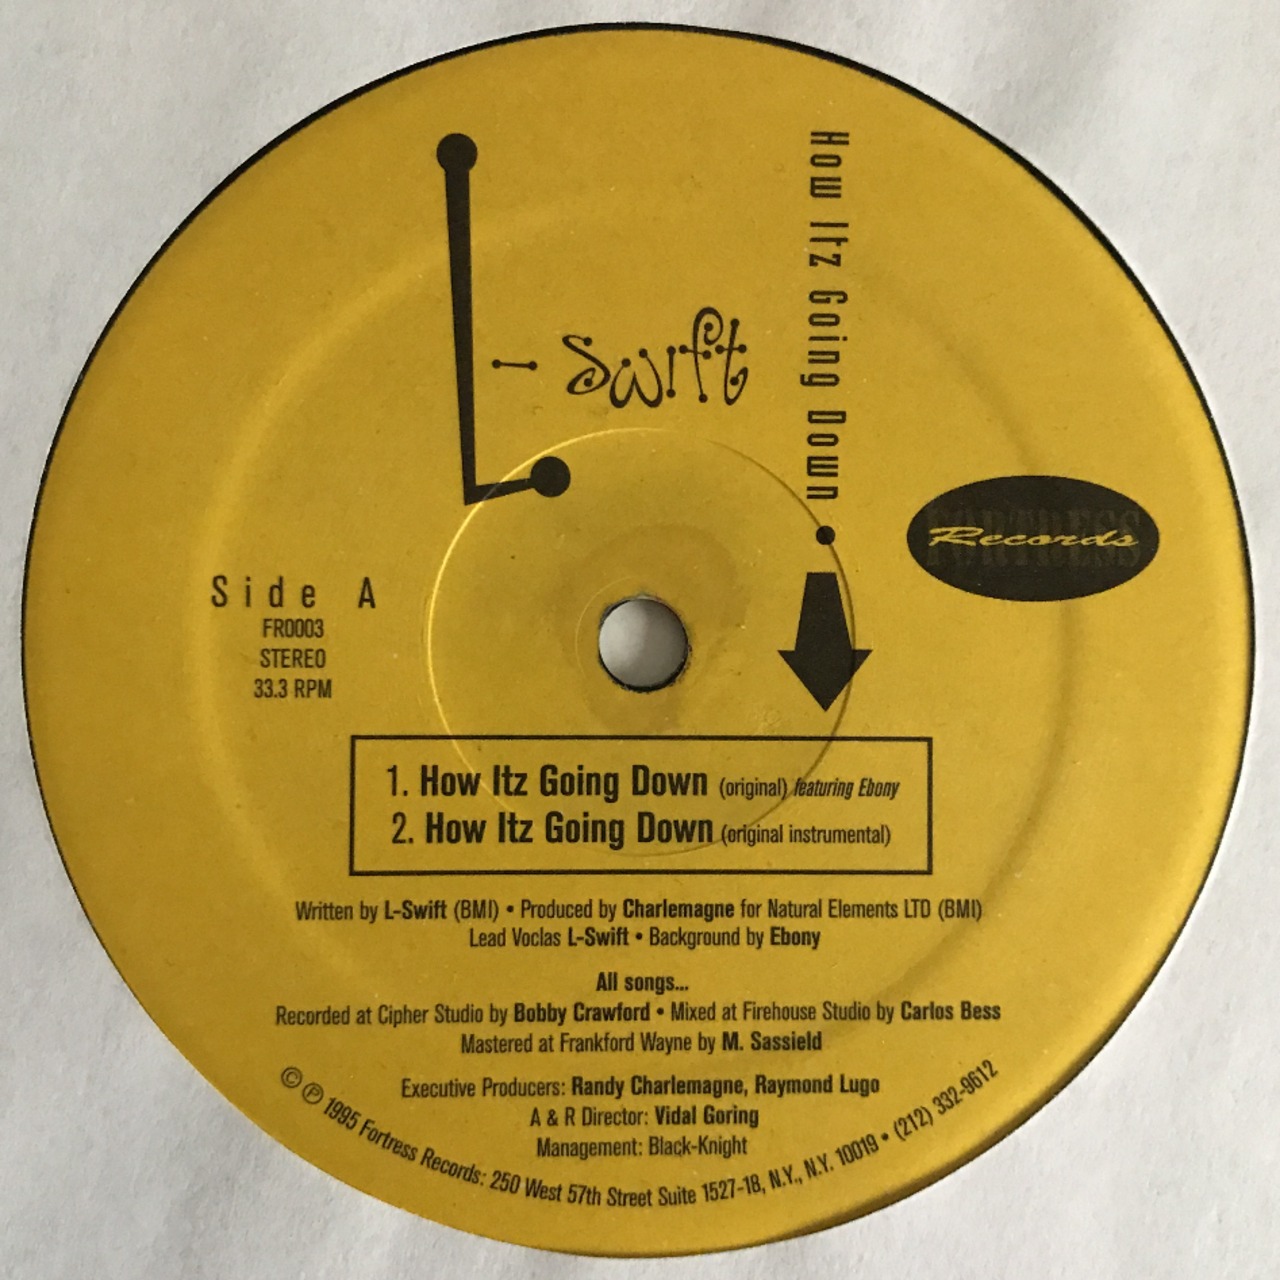 L - swift
How Itz Going Down
FORTRESS
Records
Side A
FR0003
STEREO
33.3 RPM
1. How Itz Going Down (original) featuring Ebony
2. How Itz Going Down (original instrumental)
Written by L-Swift (BMI) • Produced by Charlemagne for Natural Elements LTD (BMI)
Lead Voclas L-Swift • Background by Ebony
All songs...
Recorded at Cipher Studio by Bobby Crawford • Mixed at Firehouse Studio by Carlos Bess
Mastered at Frankford Wayne by M. Sassield
Executive Producers: Randy Charlemagne, Raymond Lugo
A & R Director: Vidal Goring
Management: Black-Knight
© ℗ 1995 Fortress Records: 250 West 57th Street Suite 1527-18, N.Y., N.Y. 10019 • (212) 332-9612